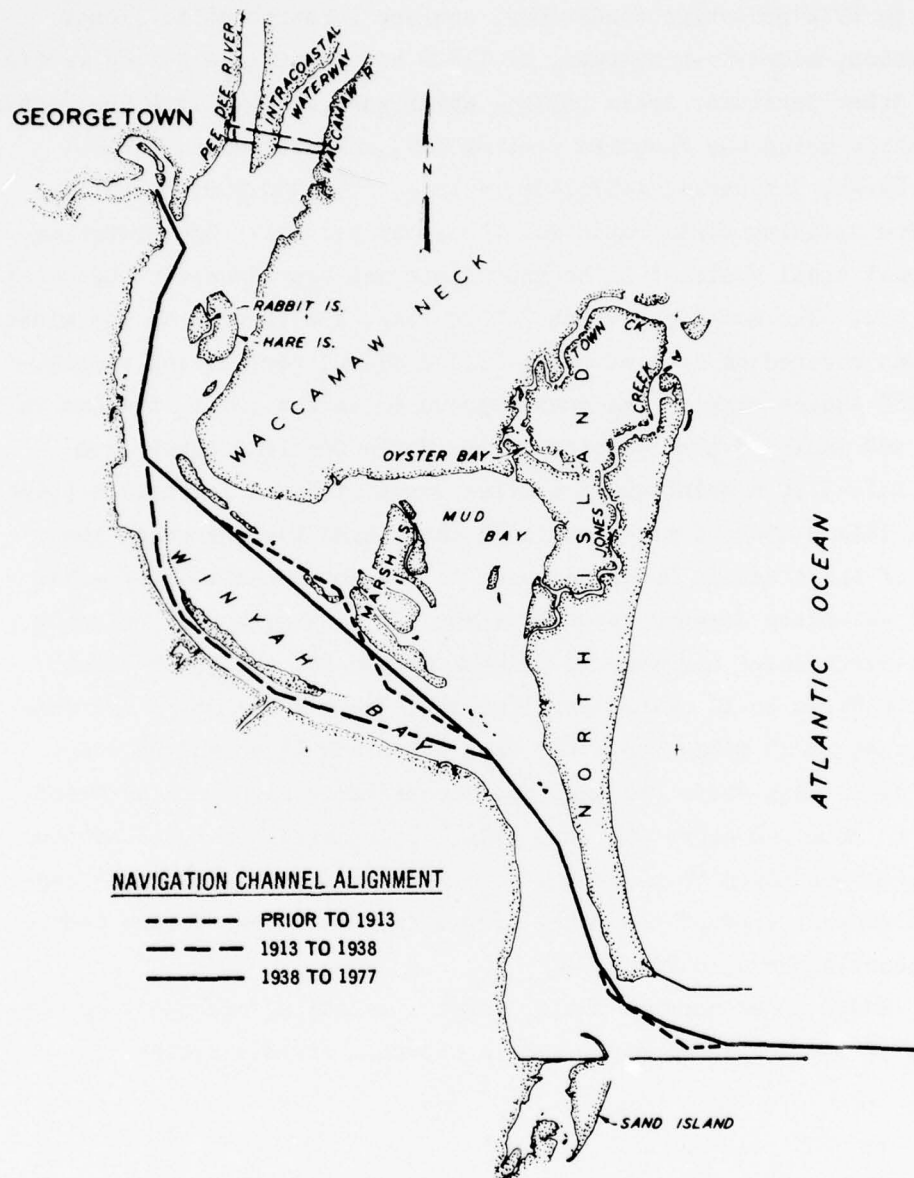 GEORGETOWN
PEE DEE RIVER
INTRACOASTAL
WATERWAY
WACCAMAW R
N
RABBIT IS.
HARE IS.
WACCAMAW NECK
TOWN CK
CREEK
JONES
OYSTER BAY
MUD
BAY
MARSH IS.
NORTH ISLAND
WINYAH BAY
ATLANTIC OCEAN
NAVIGATION CHANNEL ALIGNMENT
PRIOR TO 1913
1913 TO 1938
1938 TO 1977
SAND ISLAND